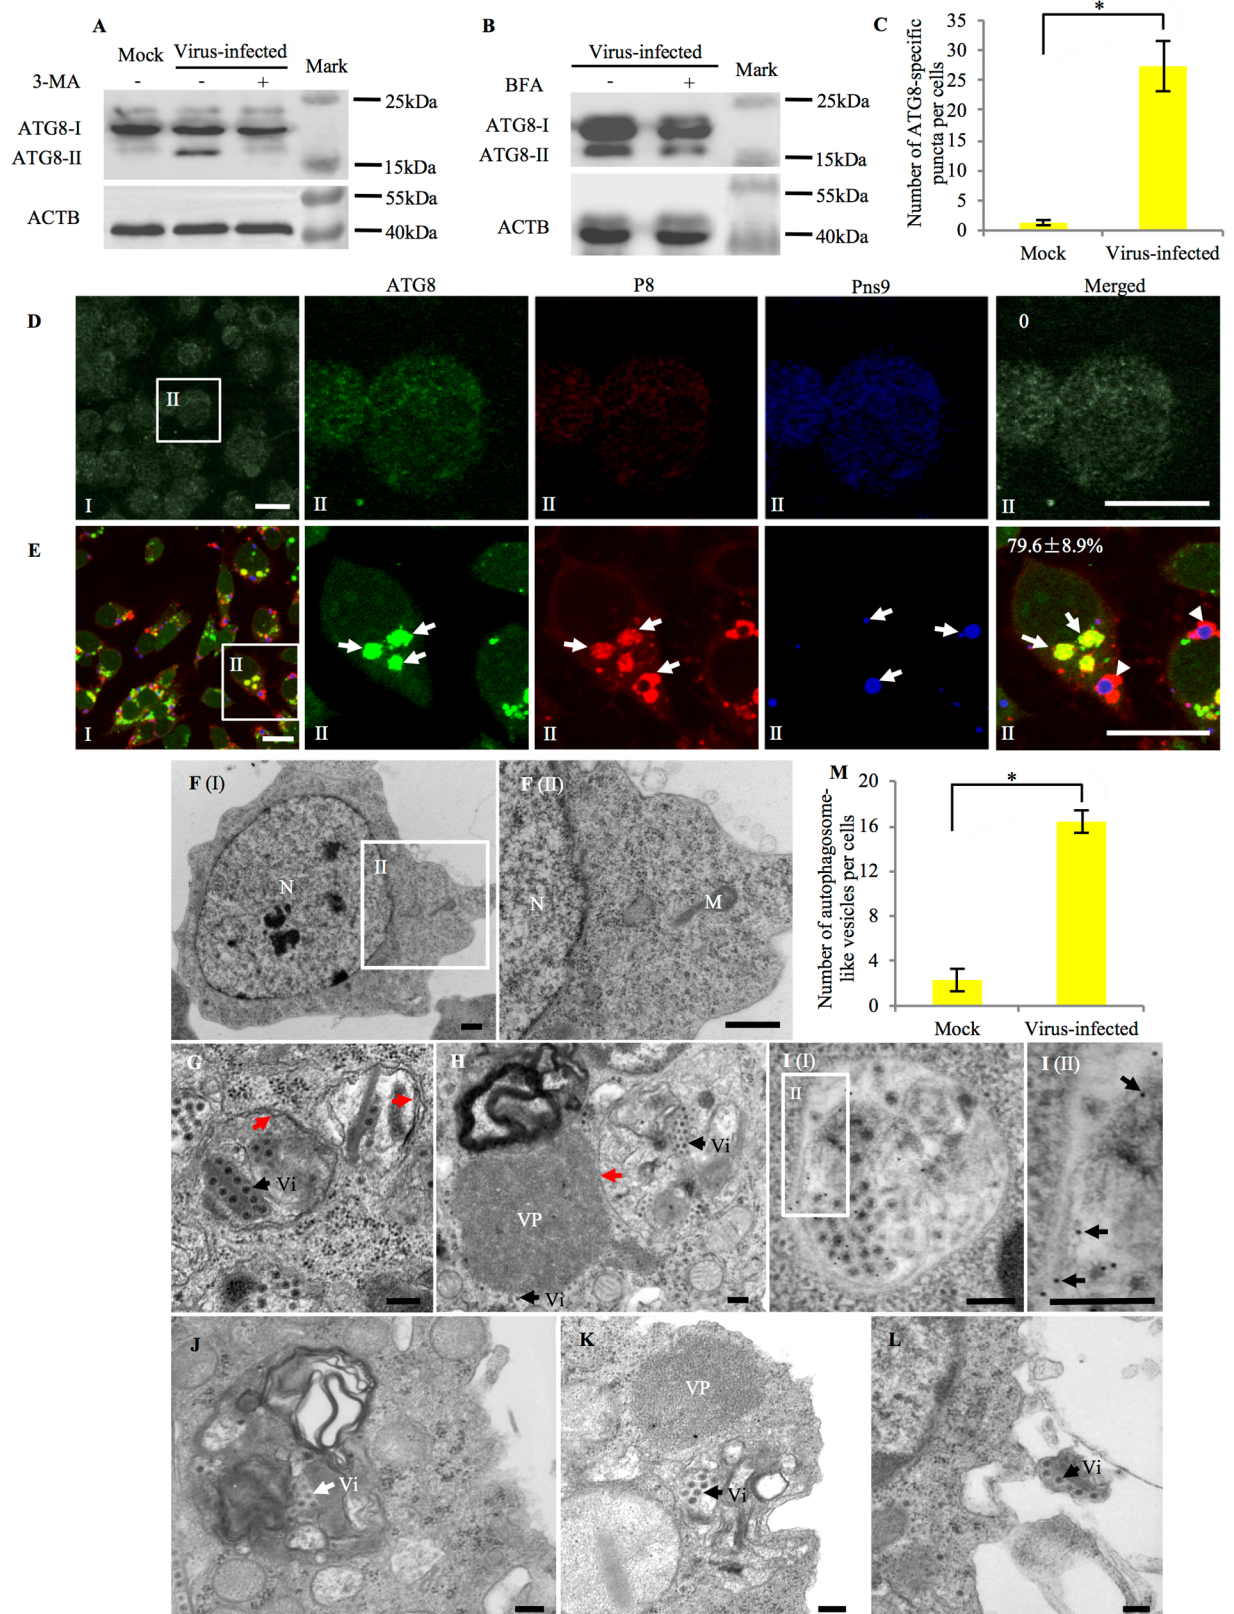 A
Mock Virus-infected Mark
3-MA - - +
25kDa
ATG8-I
ATG8-II
15kDa
55kDa
ACTB
40kDa
B
Virus-infected Mark
BFA - +
25kDa
ATG8-I
ATG8-II
15kDa
55kDa
ACTB
40kDa
C
*
Number of ATG8-specific
puncta per cells
35
30
25
20
15
10
5
0
Mock Virus-infected
ATG8 P8 Pns9 Merged
D
II
I
II
II
II
0
II
E
II
I
II
II
II
79.6±8.9%
II
F (I)
N
II
F (II)
N
M
M
*
Number of autophagosome-
like vesicles per cells
20
16
12
8
4
0
Mock Virus-infected
G
Vi
H
Vi
VP
Vi
I (I)
II
I (II)
J
Vi
K
VP
Vi
L
Vi